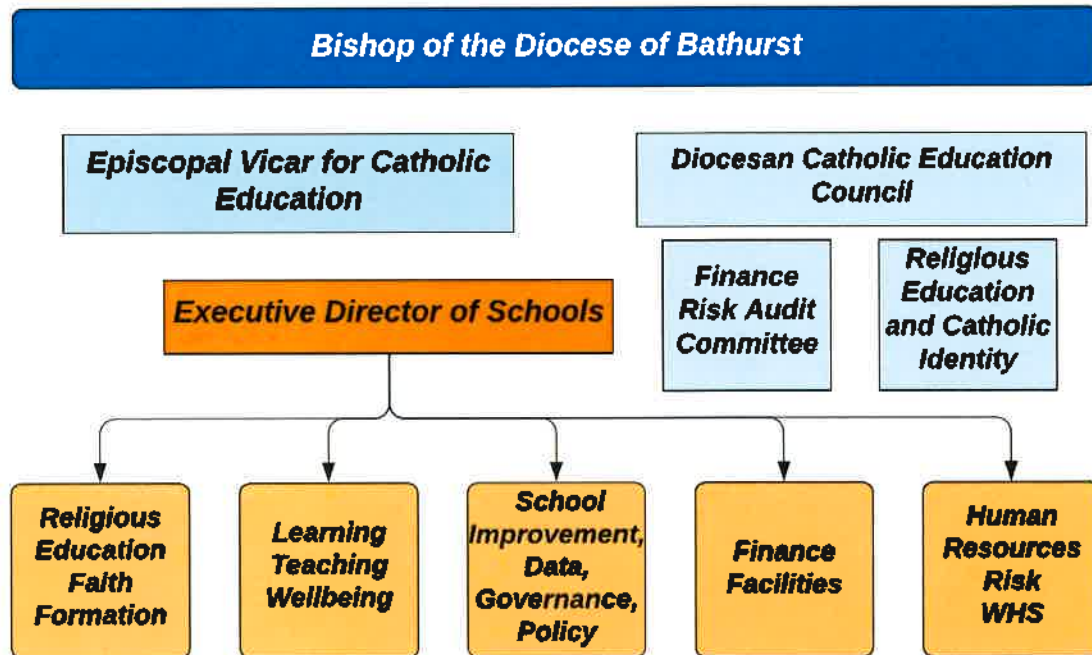 Bishop of the Diocese of Bathurst
Episcopal Vicar for Catholic
Education
Diocesan Catholic Education
Council
Finance
Risk Audit
Committee
Religious
Education
and Catholic
Identity
Executive Director of Schools
Religious
Education
Faith
Formation
Learning
Teaching
Wellbeing
School
Improvement,
Data,
Governance,
Policy
Finance
Facilities
Human
Resources
Risk
WHS